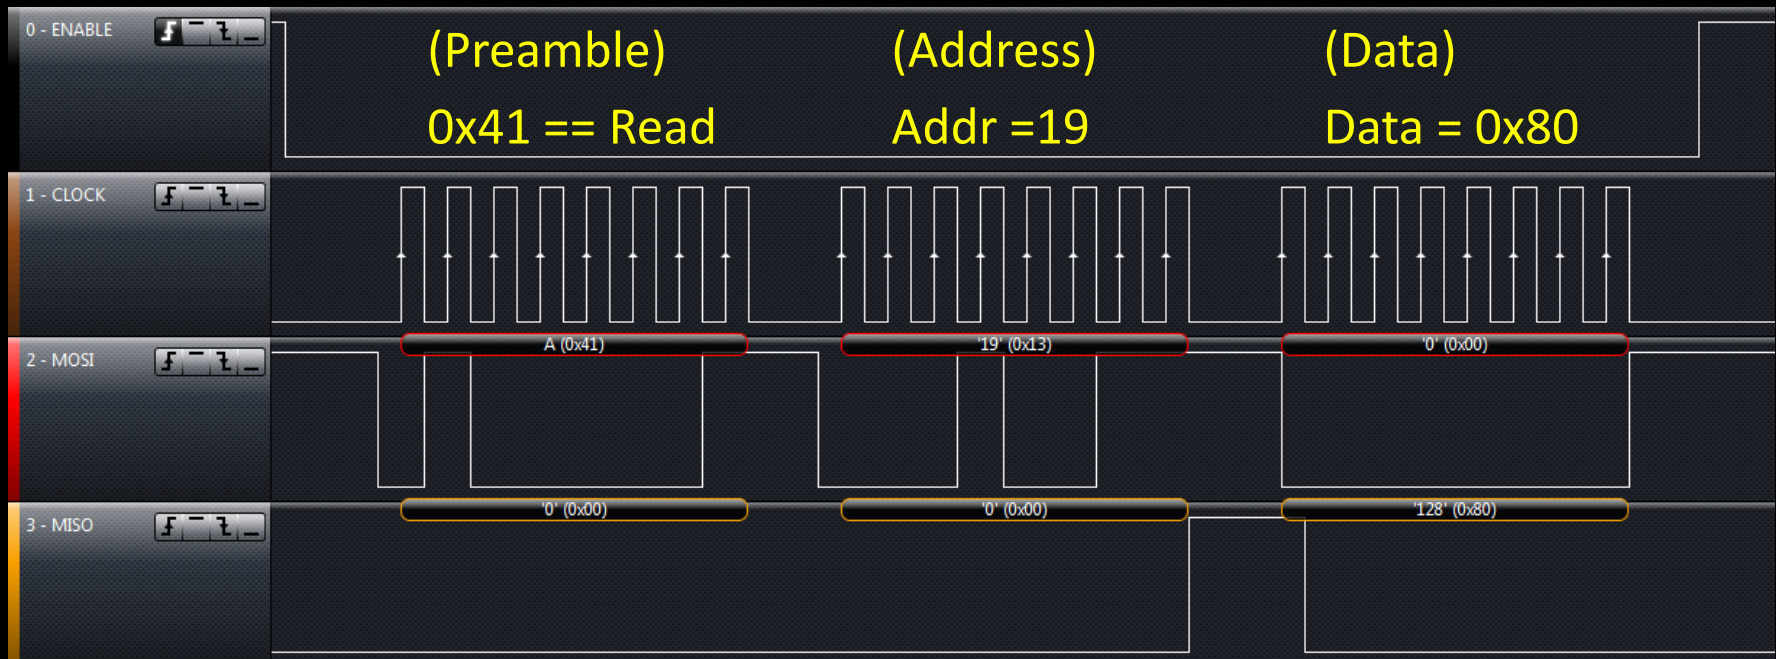 0 - ENABLE
(Preamble) (Address) (Data)
0x41 == Read Addr =19 Data = 0x80
1 - CLOCK
A (0x41) '19' (0x13) '0' (0x00)
2 - MOSI
'0' (0x00) '0' (0x00) '128' (0x80)
3 - MISO